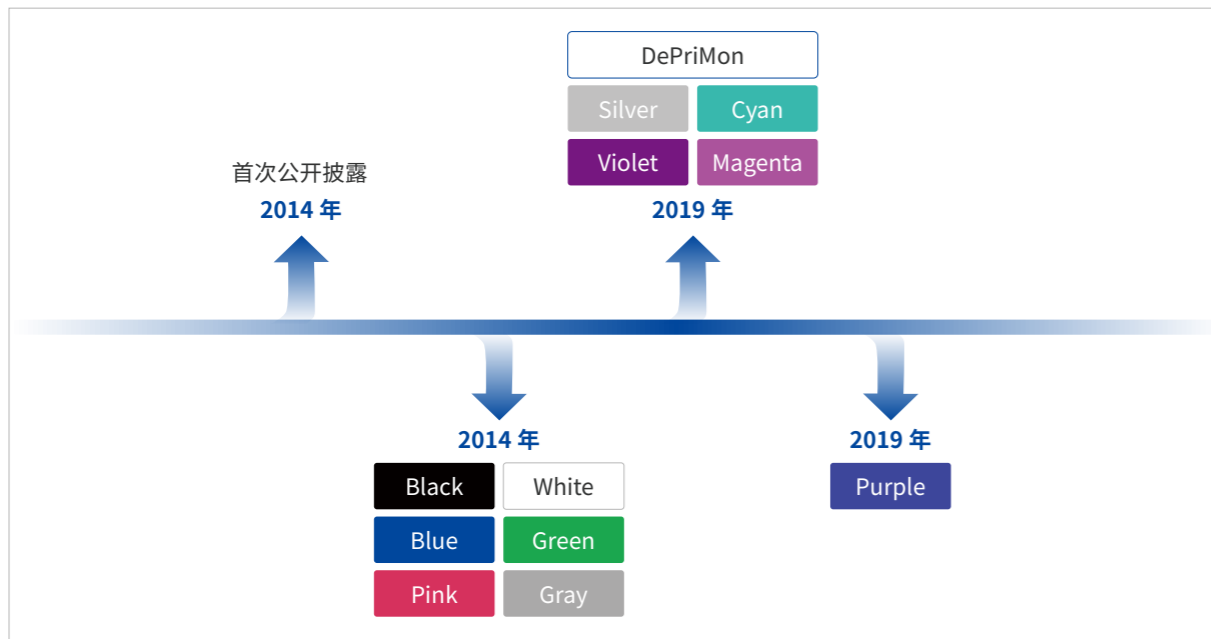 DePriMon
Silver
Cyan
Violet
Magenta
首次公开披露
2014 年
2019 年
2014 年
2019 年
Black
White
Purple
Blue
Green
Pink
Gray